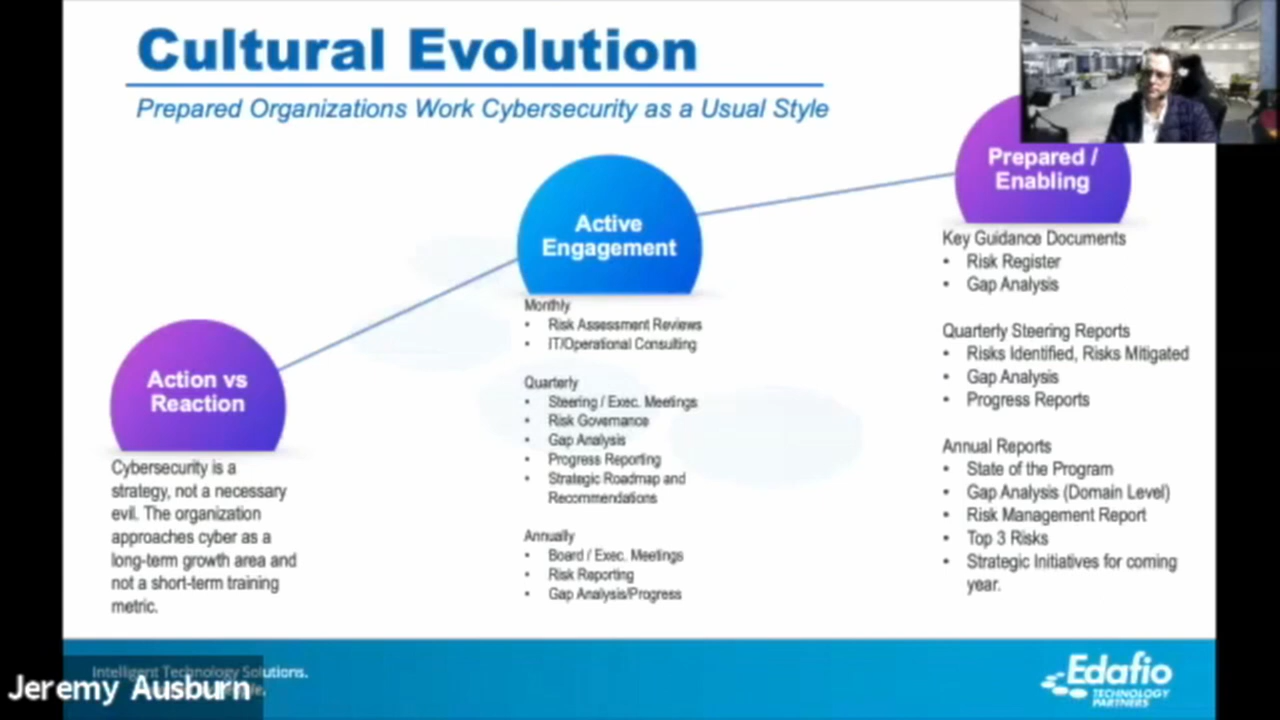 Cultural Evolution
Prepared Organizations Work Cybersecurity as a Usual Style
Action vs
Reaction
Cybersecurity is a
strategy, not a necessary
evil. The organization
approaches cyber as a
long-term growth area and
not a short-term training
metric.
Active
Engagement
Monthly
• Risk Assessment Reviews
• IT/Operational Consulting
Quarterly
• Steering / Exec. Meetings
• Risk Governance
• Gap Analysis
• Progress Reporting
• Strategic Roadmap and
Recommendations
Annually
• Board / Exec. Meetings
• Risk Reporting
• Gap Analysis/Progress
Prepared /
Enabling
Key Guidance Documents
• Risk Register
• Gap Analysis
Quarterly Steering Reports
• Risks Identified, Risks Mitigated
• Gap Analysis
• Progress Reports
Annual Reports
• State of the Program
• Gap Analysis (Domain Level)
• Risk Management Report
• Top 3 Risks
• Strategic Initiatives for coming
year.
Intelligent Technology Solutions.
Jeremy Ausburn
Edafio
TECHNOLOGY
PARTNERS